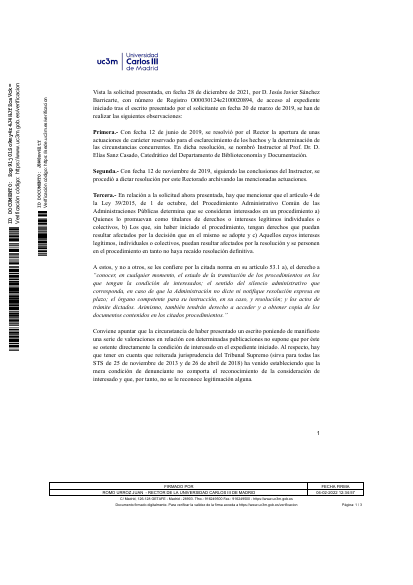 uc3m
Universidad
Carlos III
de Madrid
Vista la solicitud presentada, en fecha 28 de diciembre de 2021, por D. Jesús Javier Sánchez
Barricarte, con número de Registro O00030124e2100020894, de acceso al expediente
iniciado tras el escrito presentado por el solicitante en fecha 20 de marzo de 2019, se han de
realizar las siguientes observaciones:
Primera.- Con fecha 12 de junio de 2019, se resolvió por el Rector la apertura de unas
actuaciones de carácter reservado para el esclarecimiento de los hechos y la determinación de
las circunstancias concurrentes. En dicha resolución, se nombró Instructor al Prof. Dr. D.
Elías Sanz Casado, Catedrático del Departamento de Biblioteconomía y Documentación.
Segunda.- Con fecha 12 de noviembre de 2019, siguiendo las conclusiones del Instructor, se
procedió a dictar resolución por este Rectorado archivando las mencionadas actuaciones.
Tercera.- En relación a la solicitud ahora presentada, hay que mencionar que el artículo 4 de
la Ley 39/2015, de 1 de octubre, del Procedimiento Administrativo Común de las
Administraciones Públicas determina que se consideran interesados en un procedimiento a)
Quienes lo promuevan como titulares de derechos o intereses legítimos individuales o
colectivos, b) Los que, sin haber iniciado el procedimiento, tengan derechos que puedan
resultar afectados por la decisión que en el mismo se adopte y c) Aquellos cuyos intereses
legítimos, individuales o colectivos, puedan resultar afectados por la resolución y se personen
en el procedimiento en tanto no haya recaído resolución definitiva.
A estos, y no a otros, se les confiere por la citada norma en su artículo 53.1 a), el derecho a
"conocer, en cualquier momento, el estado de la tramitación de los procedimientos en los
que tengan la condición de interesados; el sentido del silencio administrativo que
corresponda, en caso de que la Administración no dicte ni notifique resolución expresa en
plazo; el órgano competente para su instrucción, en su caso, y resolución; y los actos de
trámite dictados. Asimismo, también tendrán derecho a acceder y a obtener copia de los
documentos contenidos en los citados procedimientos."
Conviene apuntar que la circunstancia de haber presentado un escrito poniendo de manifiesto
una serie de valoraciones en relación con determinadas publicaciones no supone que por éste
se ostente directamente la condición de interesado en el expediente iniciado. Al respecto, hay
que tener en cuenta que reiterada jurisprudencia del Tribunal Supremo (sirva para todas las
STS de 25 de noviembre de 2013 y de 26 de abril de 2018) ha venido estableciendo que la
mera condición de denunciante no comporta el reconocimiento de la consideración de
interesado y que, por tanto, no se le reconoce legitimación alguna.
1
FIRMADO POR
FECHA FIRMA
ROMO URROZ JUAN - RECTOR DE LA UNIVERSIDAD CARLOS III DE MADRID
Documento firmado digitalmente. Para verificar la validez de la firma acceda a https://www.uc3m.gob.es/verificacion
Página: 1 / 3
ID DOCUMENTO:
Verificación código: https://www.uc3m.gob.es/verificacion
ID DOCUMENTO:
Verificación código: https://www.uc3m.es/verificacion